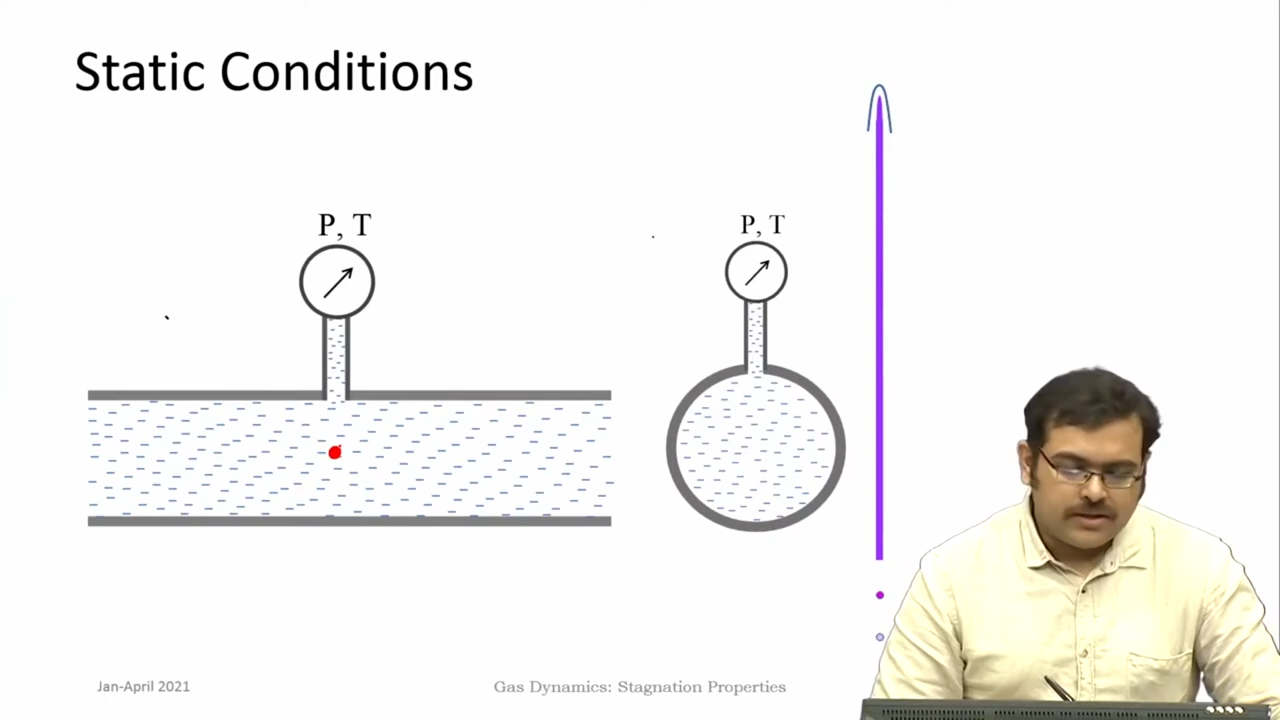 Static Conditions
P, T
P, T
Jan-April 2021
Gas Dynamics: Stagnation Properties